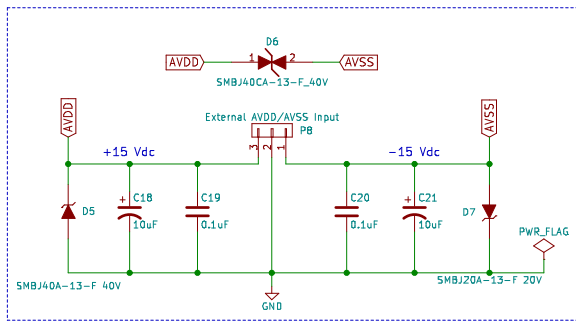 D6
AVDD 1 2 AVSS
SMBJ40CA-13-F_40V
AVDD
External AVDD/AVSS Input
AVSS
P8
+15 Vdc
3 2 1
-15 Vdc
D5
+ C18
10uF
C19
0.1uF
C20
0.1uF
+ C21
10uF
D7
PWR_FLAG
SMBJ40A-13-F 40V
SMBJ20A-13-F 20V
GND